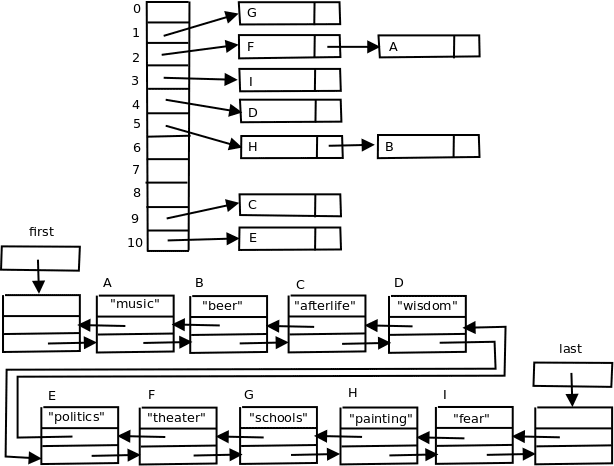 0
G
1
F A
2
3
I
4
D
5
H B
6
7
8
C
9
E
10
first
A B C D
"music" "beer" "afterlife" "wisdom"
last
E F G H I
"politics" "theater" "schools" "painting" "fear"